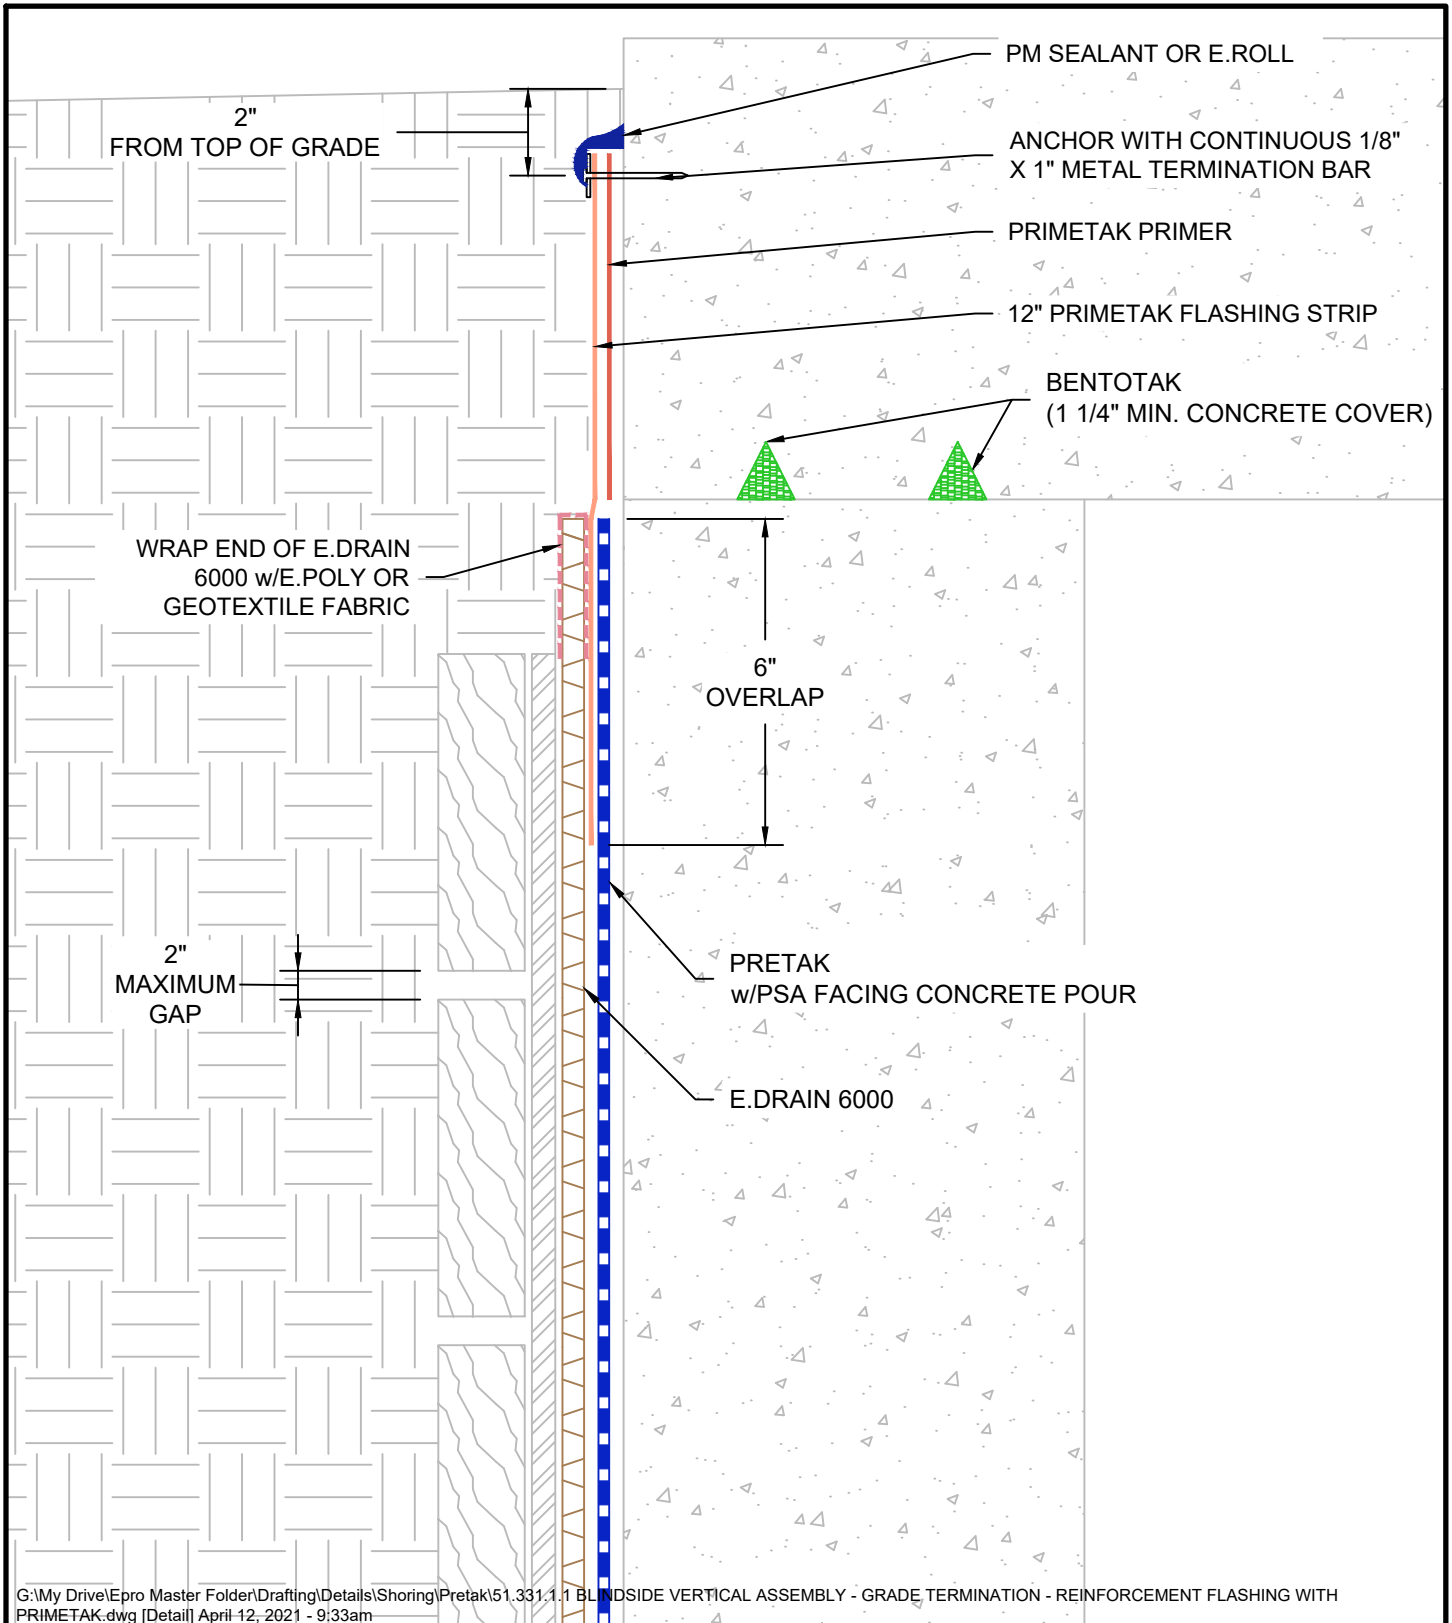 PM SEALANT OR E.ROLL
2"
FROM TOP OF GRADE
ANCHOR WITH CONTINUOUS 1/8"
X 1" METAL TERMINATION BAR
PRIMETAK PRIMER
12" PRIMETAK FLASHING STRIP
BENTOTAK
(1 1/4" MIN. CONCRETE COVER)
WRAP END OF E.DRAIN
6000 w/E.POLY OR
GEOTEXTILE FABRIC
6"
OVERLAP
2"
MAXIMUM
GAP
PRETAK
w/PSA FACING CONCRETE POUR
E.DRAIN 6000
G:\My Drive\Epro Master Folder\Drafting\Details\Shoring\Pretak\51.331.1.1 BLINDSIDE VERTICAL ASSEMBLY - GRADE TERMINATION - REINFORCEMENT FLASHING WITH
PRIMETAK.dwg [Detail] April 12, 2021 - 9:33am